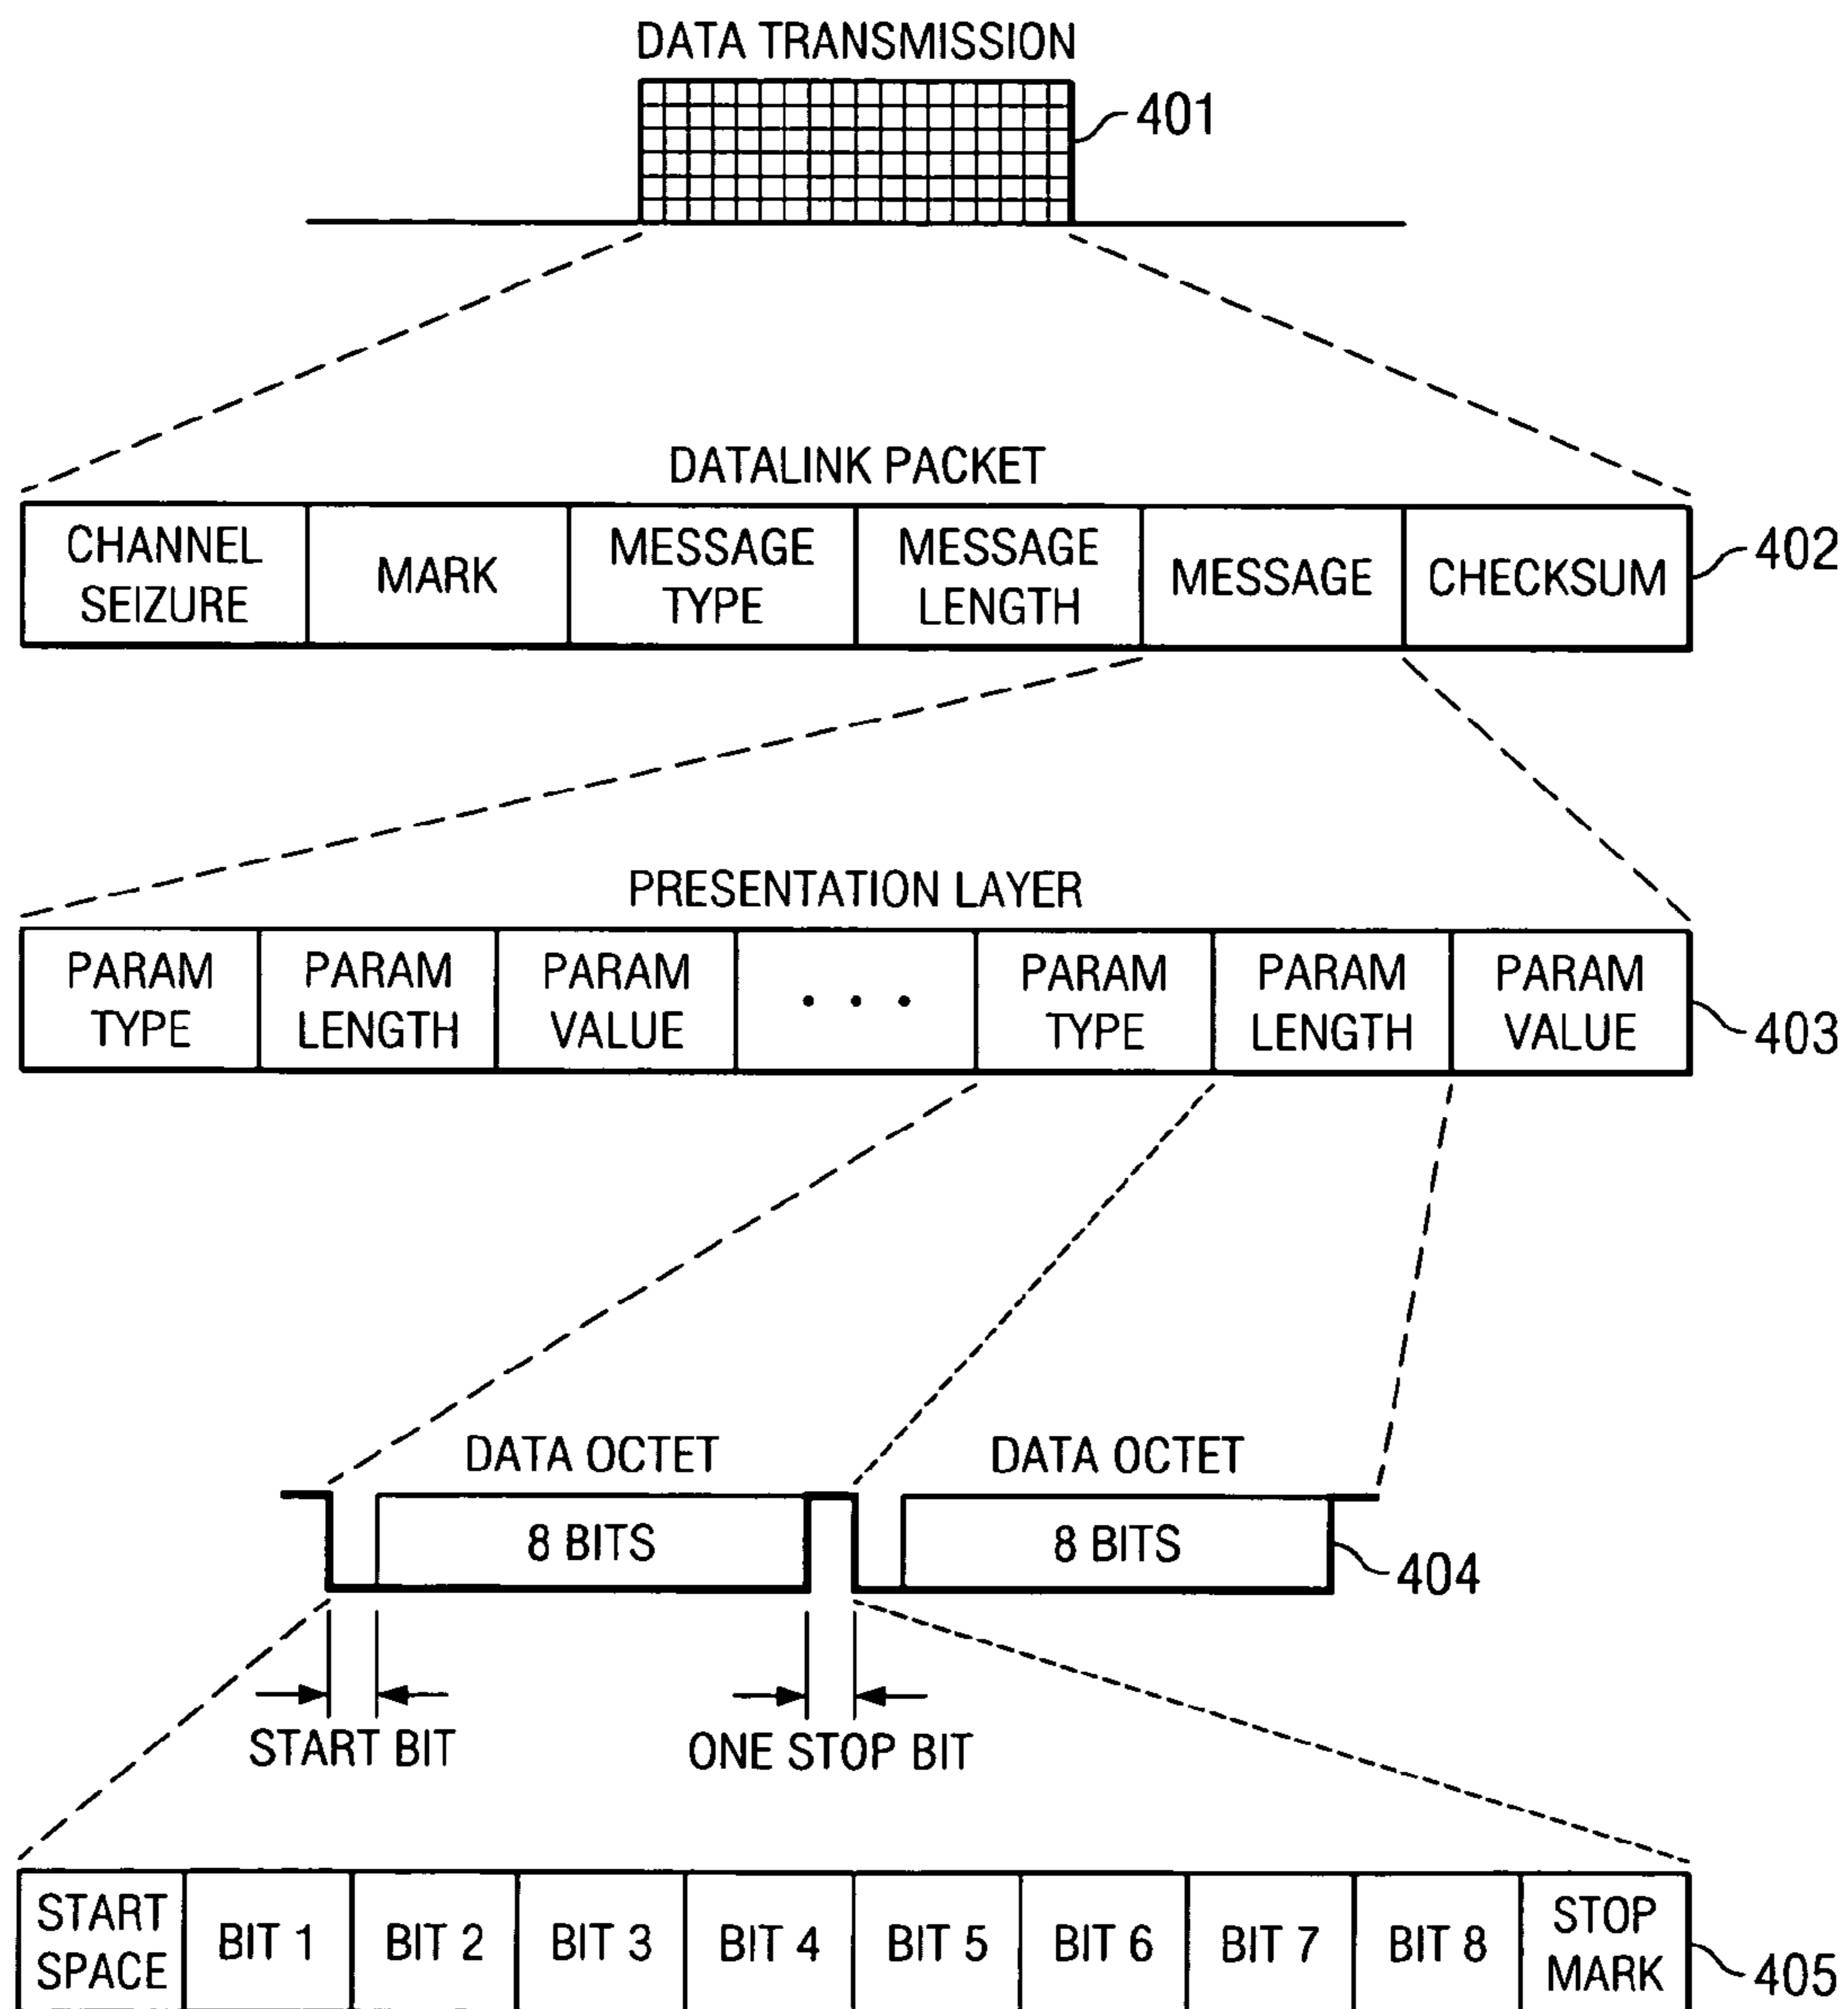 DATA TRANSMISSION
401
DATALINK PACKET
CHANNEL SEIZURE
MARK
MESSAGE TYPE
MESSAGE LENGTH
MESSAGE
CHECKSUM
402
PRESENTATION LAYER
PARAM TYPE
PARAM LENGTH
PARAM VALUE
• • •
PARAM TYPE
PARAM LENGTH
PARAM VALUE
403
DATA OCTET
DATA OCTET
8 BITS
8 BITS
404
START BIT
ONE STOP BIT
START SPACE
BIT 1
BIT 2
BIT 3
BIT 4
BIT 5
BIT 6
BIT 7
BIT 8
STOP MARK
405